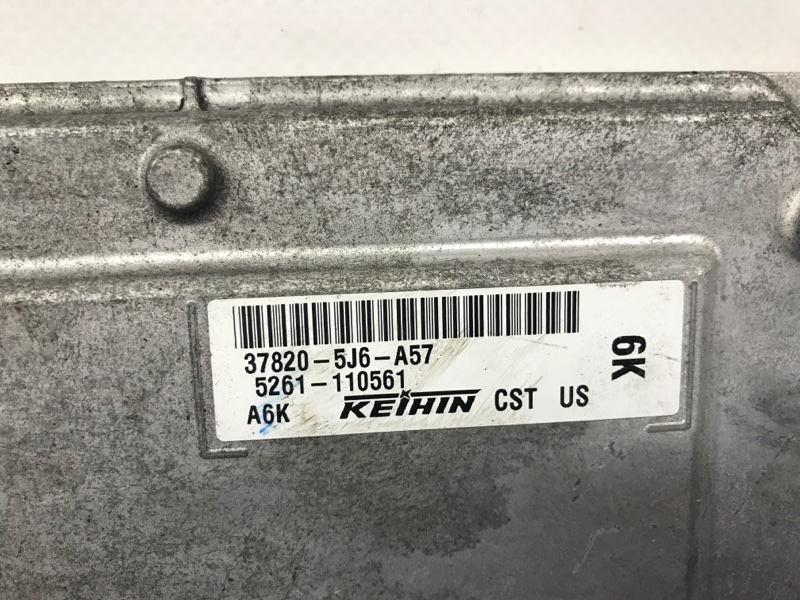 37820-5J6-A57
5261-110561
A6K KEIHIN CST US
6K